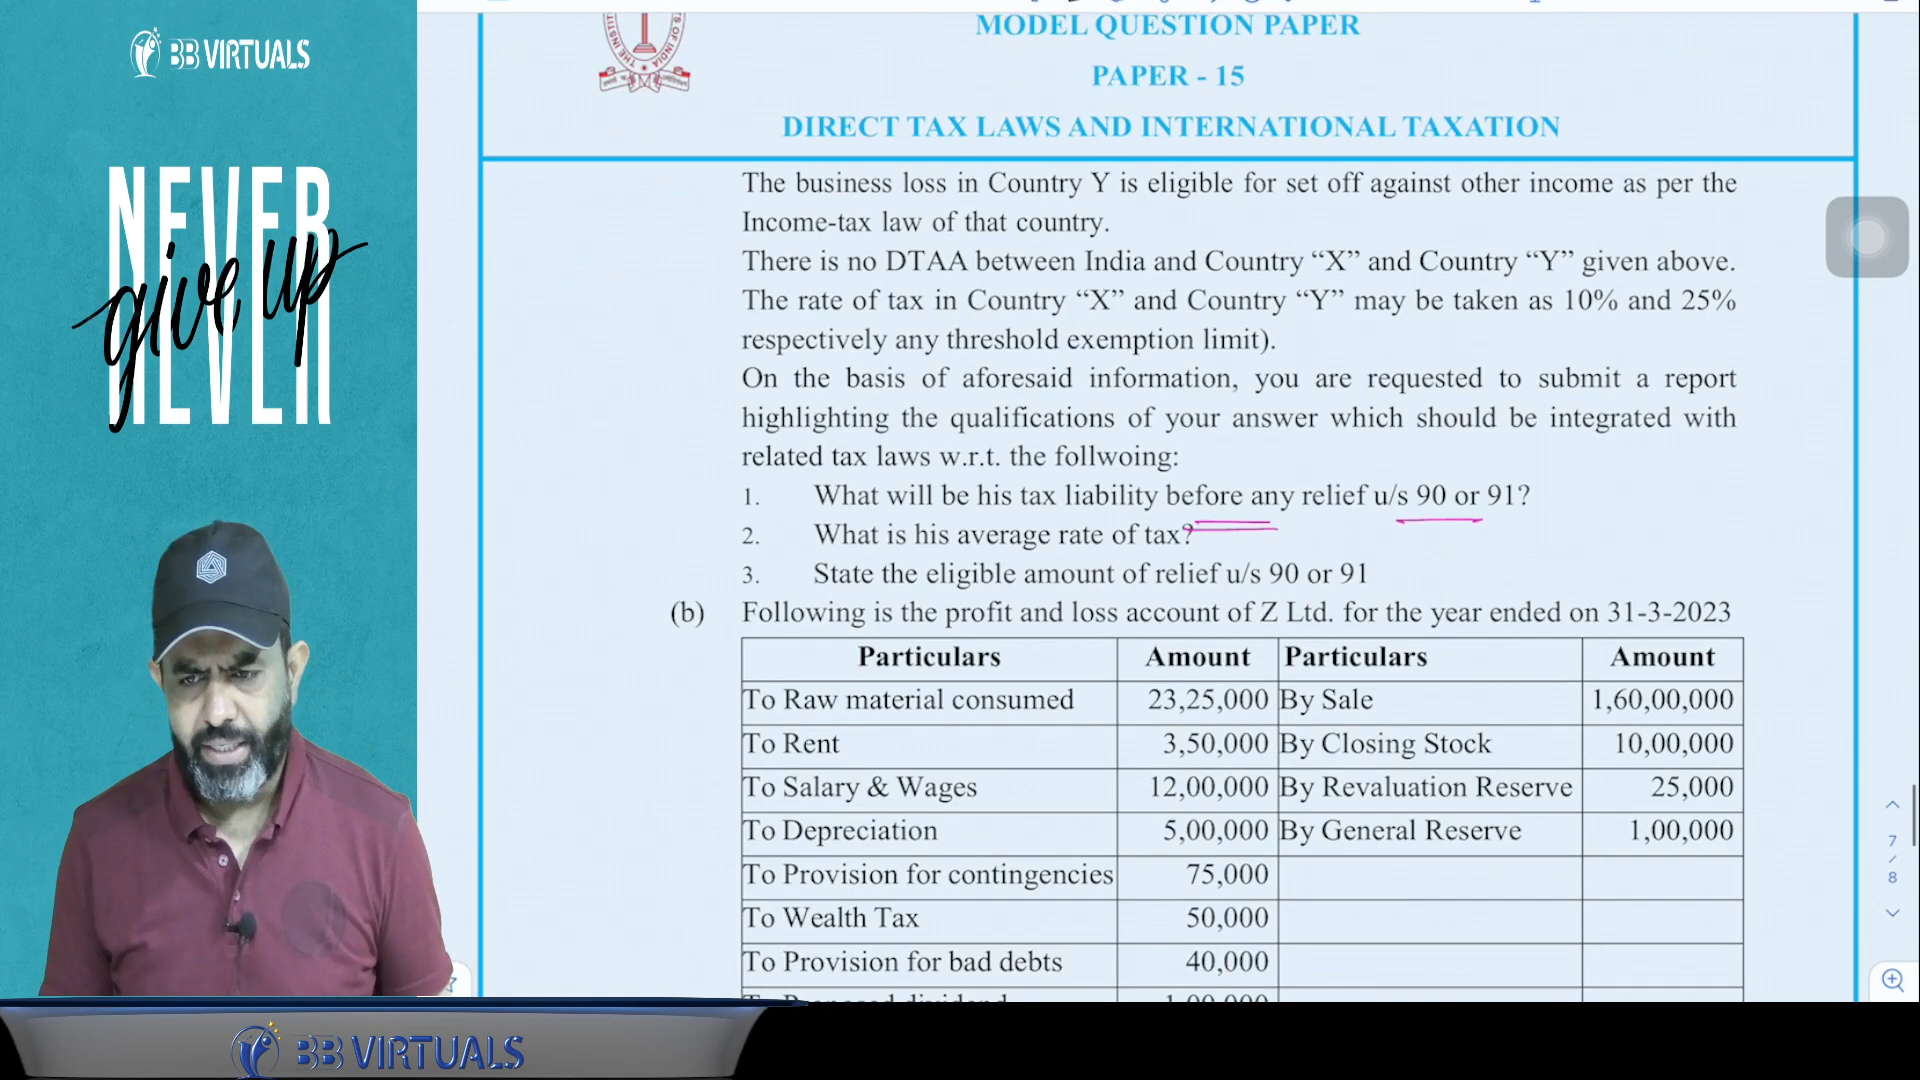 BB VIRTUALS
NEVER
give up
NEVER
THE INSTIT
TS OF INDIA
MODEL QUESTION PAPER
PAPER - 15
DIRECT TAX LAWS AND INTERNATIONAL TAXATION
The business loss in Country Y is eligible for set off against other income as per the
Income-tax law of that country.
There is no DTAA between India and Country “X” and Country “Y” given above.
The rate of tax in Country “X” and Country “Y” may be taken as 10% and 25%
respectively any threshold exemption limit).
On the basis of aforesaid information, you are requested to submit a report
highlighting the qualifications of your answer which should be integrated with
related tax laws w.r.t. the follwoing:
1. What will be his tax liability before any relief u/s 90 or 91?
2. What is his average rate of tax?
3. State the eligible amount of relief u/s 90 or 91
(b) Following is the profit and loss account of Z Ltd. for the year ended on 31-3-2023
Particulars Amount Particulars Amount
To Raw material consumed 23,25,000 By Sale 1,60,00,000
To Rent 3,50,000 By Closing Stock 10,00,000
To Salary & Wages 12,00,000 By Revaluation Reserve 25,000
To Depreciation 5,00,000 By General Reserve 1,00,000
To Provision for contingencies 75,000
To Wealth Tax 50,000
To Provision for bad debts 40,000
To Proposed dividend 1,00,000
7
/
8
BB VIRTUALS